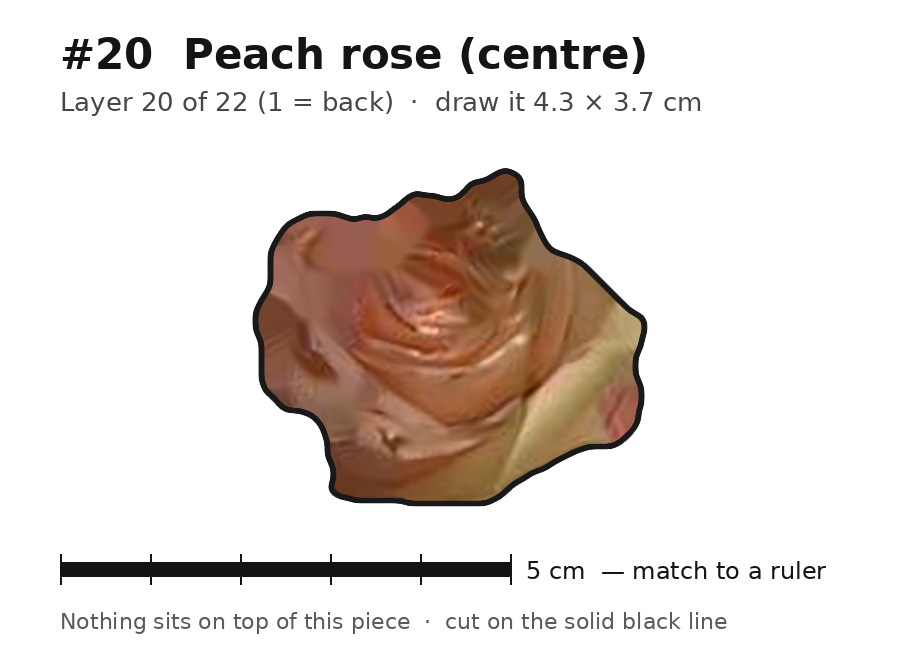 #20 Peach rose (centre)
Layer 20 of 22 (1 = back) · draw it 4.3 × 3.7 cm
5 cm — match to a ruler
Nothing sits on top of this piece · cut on the solid black line